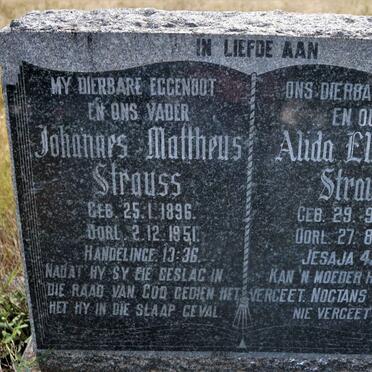 IN LIEFDE AAN
MY DIERBARE EGGENOOT
EN ONS VADER
Johannes Mattheus
Strauss
GEB. 25.1.1896.
OORL. 2.12.1951.
HANDELINGE 13:36.
NADAT HY SY EIE GESLAG IN
DIE RAAD VAN GOD GEDIEN HET
HET HY IN DIE SLAAP GEVAL
ONS DIERBA
EN OU
Alida El
Strau
GEB. 29.9
OORL. 27.8
JESAJA 4
KAN 'N MOEDER H
VERGEET. NOGTANS
NIE VERGEET